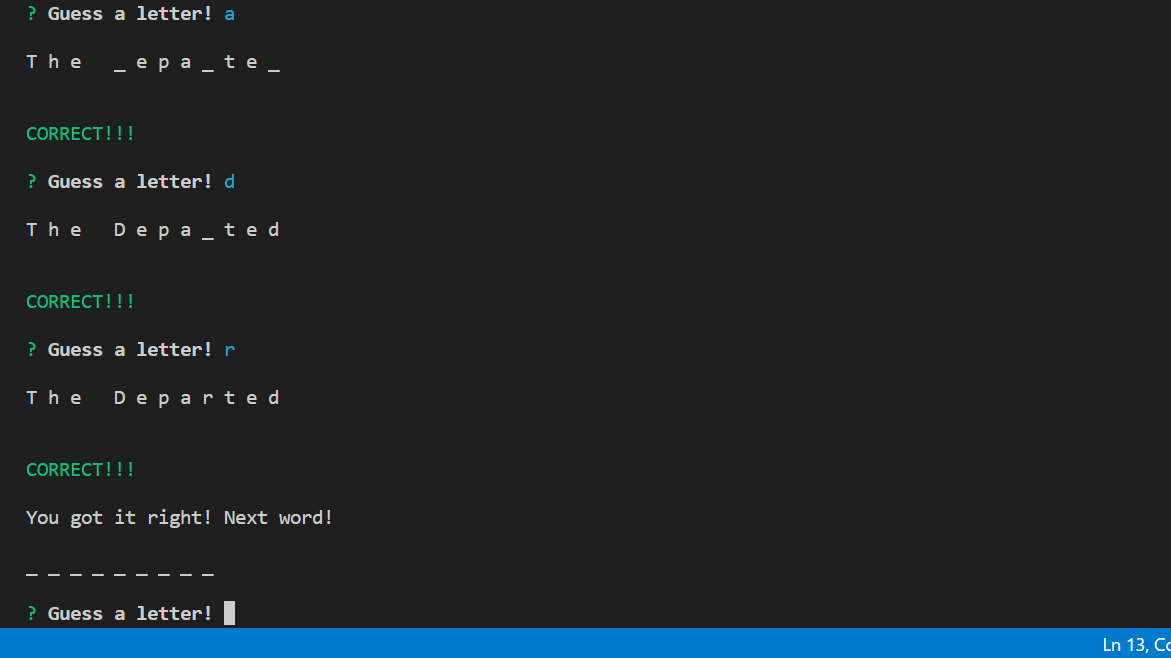 ? Guess a letter! a
T h e   _ e p a _ t e _
CORRECT!!!
? Guess a letter! d
T h e   D e p a _ t e d
CORRECT!!!
? Guess a letter! r
T h e   D e p a r t e d
CORRECT!!!
You got it right! Next word!
_ _ _ _ _ _ _ _ _
? Guess a letter!
Ln 13, Co